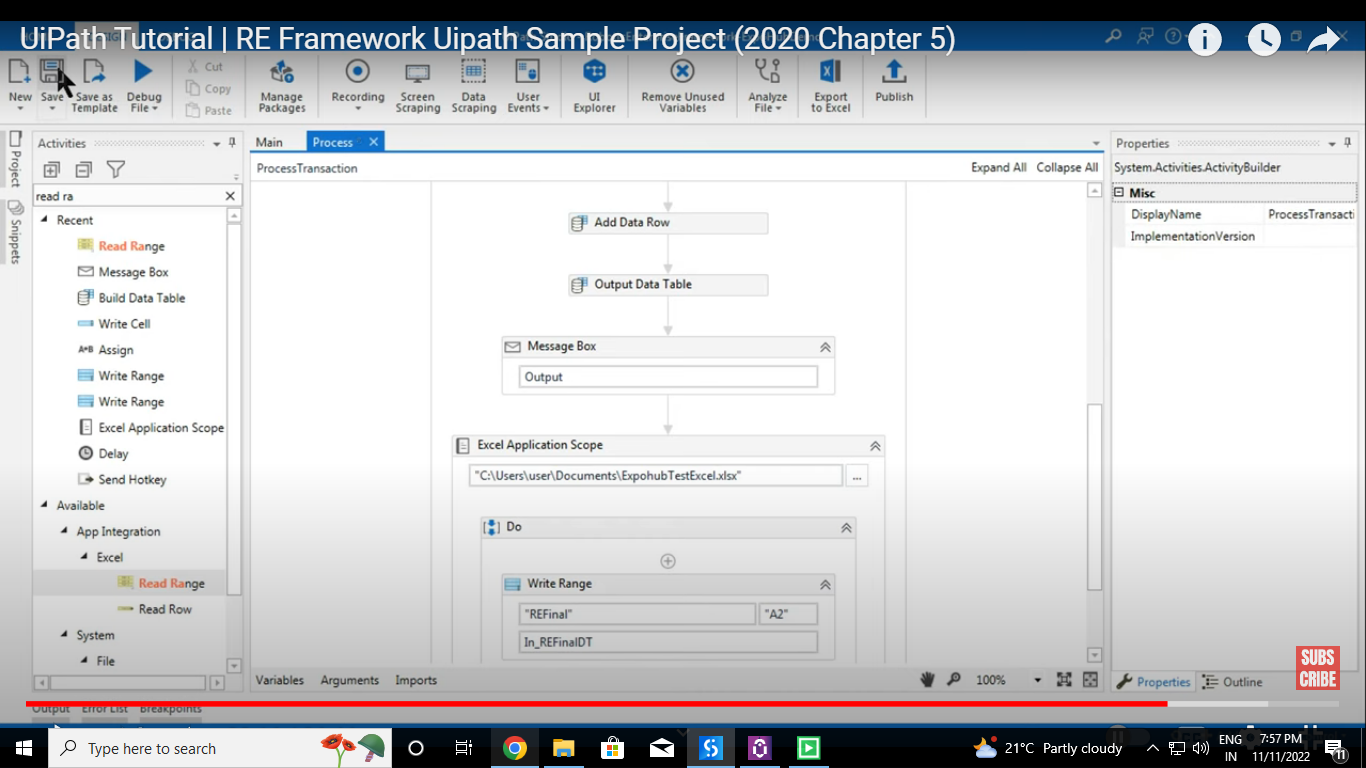 UiPath Tutorial | RE Framework Uipath Sample Project (2020 Chapter 5)
New
Save
Save as Template
Debug File
Cut
Copy
Paste
Manage Packages
Recording
Screen Scraping
Data Scraping
User Events
UI Explorer
Remove Unused Variables
Analyze File
Export to Excel
Publish
Project
Snippets
Activities
read ra
Recent
Read Range
Message Box
Build Data Table
Write Cell
A*B Assign
Write Range
Write Range
Excel Application Scope
Delay
Send Hotkey
Available
App Integration
Excel
Read Range
Read Row
System
File
Main
Process
ProcessTransaction
Expand All Collapse All
Add Data Row
Output Data Table
Message Box
Output
Excel Application Scope
"C:\Users\user\Documents\ExpohubTestExcel.xlsx"
...
Do
Write Range
"REFinal" "A2"
In_REFinalDT
Variables Arguments Imports
100%
Properties
System.Activities.ActivityBuilder
Misc
DisplayName ProcessTransacti
ImplementationVersion
Properties
Outline
SUBS
CRIBE
Output Error List Breakpoints
Type here to search
21°C Partly cloudy
ENG
IN
7:57 PM
11/11/2022
11